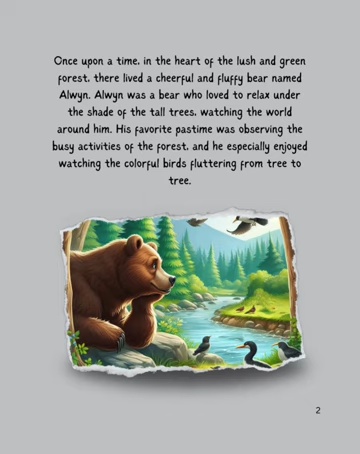 Once upon a time, in the heart of the lush and green
forest, there lived a cheerful and fluffy bear named
Alwyn. Alwyn was a bear who loved to relax under
the shade of the tall trees, watching the world
around him. His favorite pastime was observing the
busy activities of the forest, and he especially enjoyed
watching the colorful birds fluttering from tree to
tree.
2